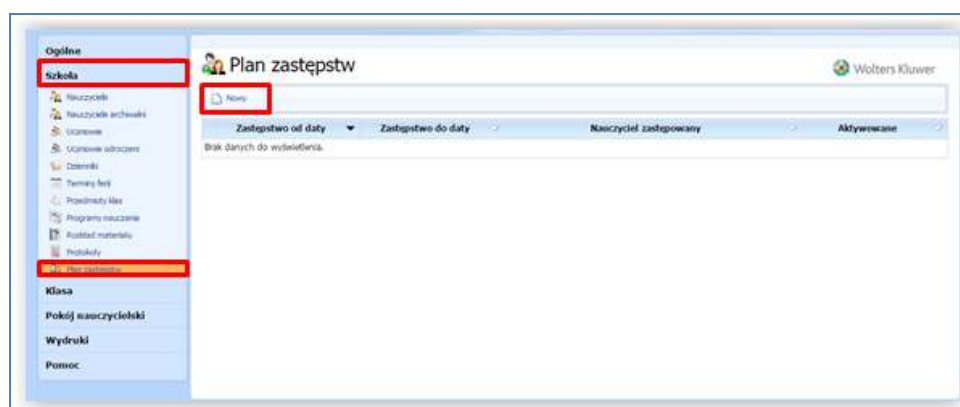 Ogólne
Szkoła
Nauczyciele
Nauczyciele archiwalni
Uczniowie
Uczniowie odroczeni
Dzienniki
Terminy ferii
Przedmioty klas
Programy nauczania
Rozkład materiału
Protokoły
Plan zastępstw
Klasa
Pokój nauczycielski
Wydruki
Pomoc
Plan zastępstw
Wolters Kluwer
Nowy
Zastępstwo od daty Zastępstwo do daty Nauczyciel zastępowany Aktywowane
Brak danych do wyświetlenia.